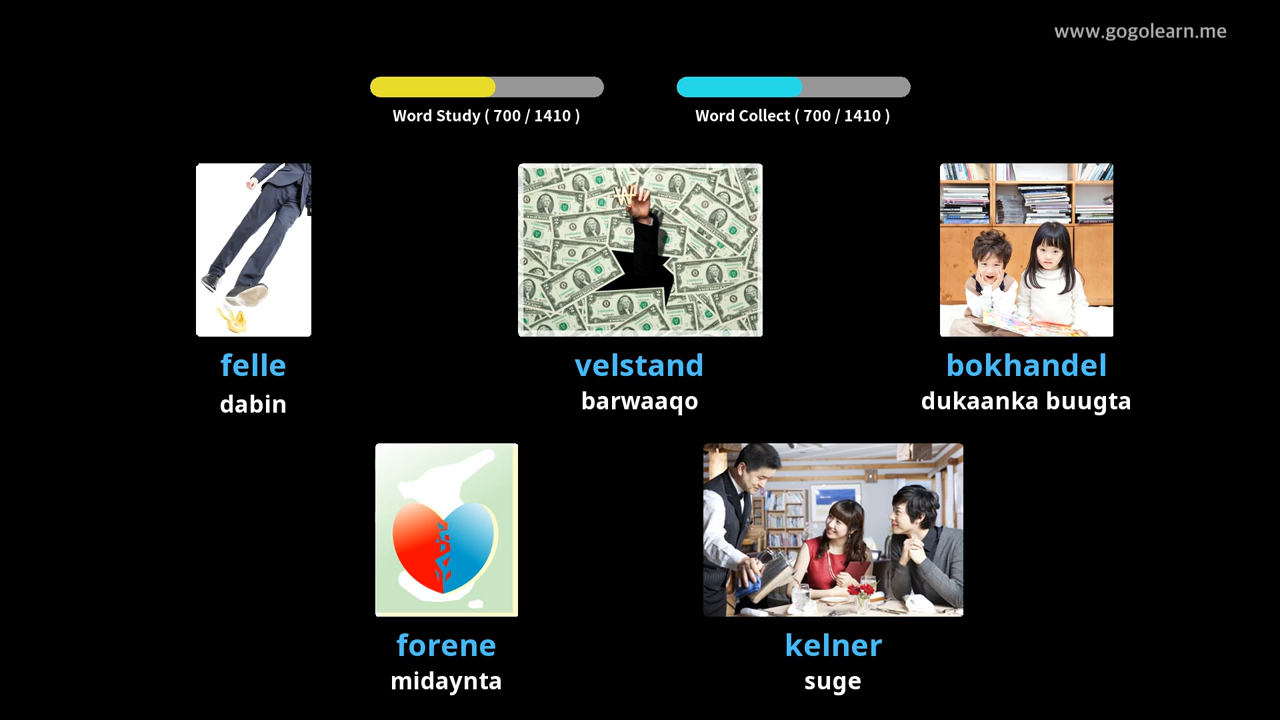 www.gogolearn.me
Word Study ( 700 / 1410 )
Word Collect ( 700 / 1410 )
felle
dabin
velstand
barwaaqo
bokhandel
dukaanka buugta
forene
midaynta
kelner
suge